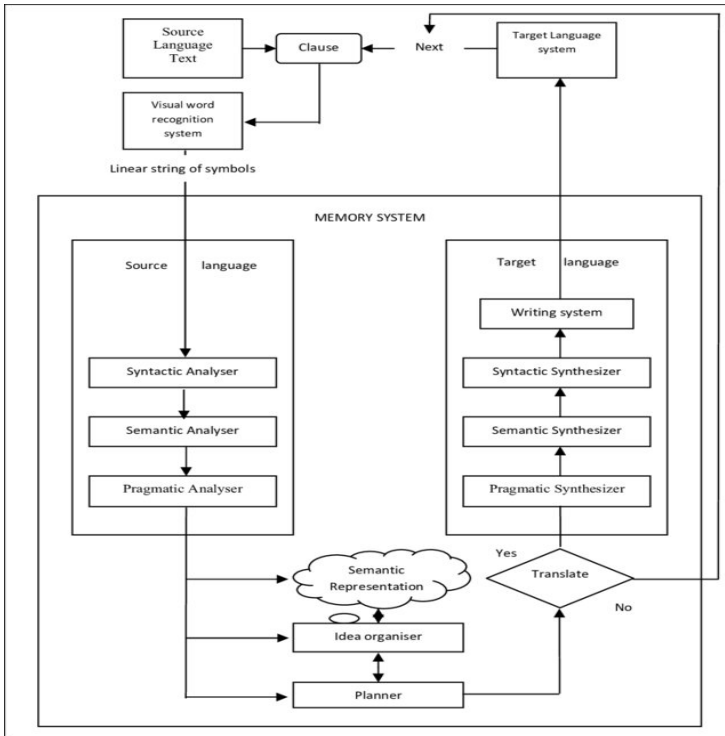 Source
Language
Text
Clause
Next
Target Language
system
Visual word
recognition
system
Linear string of symbols
MEMORY SYSTEM
Source language
Target language
Writing system
Syntactic Analyser
Syntactic Synthesizer
Semantic Analyser
Semantic Synthesizer
Pragmatic Analyser
Pragmatic Synthesizer
Yes
Semantic
Representation
Translate
No
Idea organiser
Planner